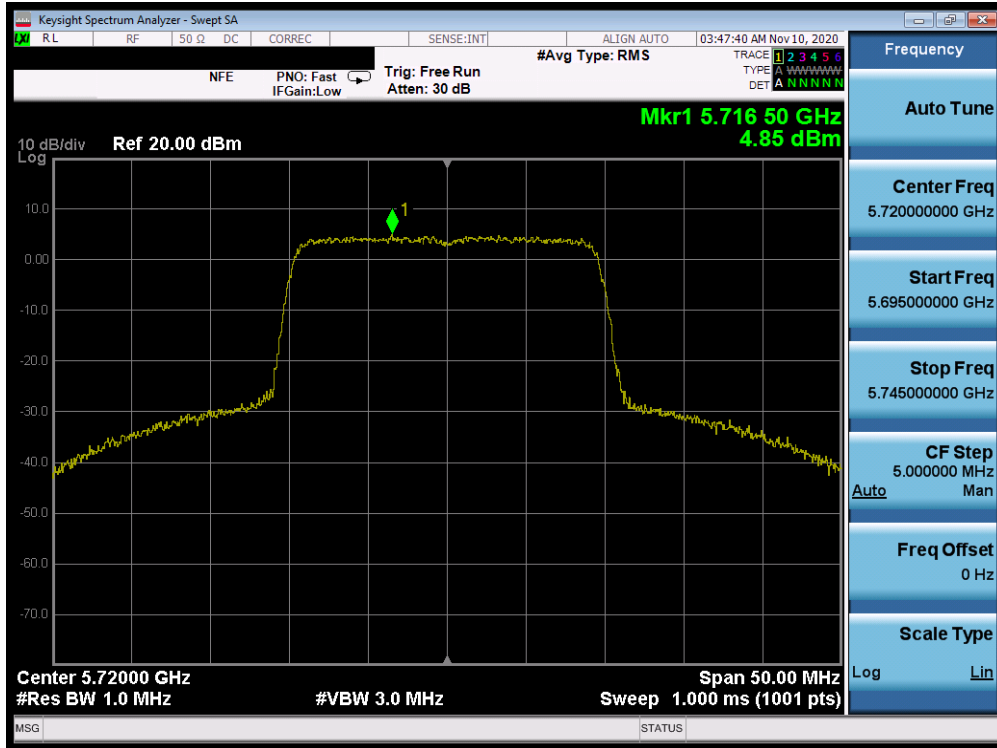 Keysight Spectrum Analyzer - Swept SA
LXI RL RF 50 Ω DC CORREC SENSE:INT ALIGN AUTO 03:47:40 AM Nov 10, 2020
#Avg Type: RMS TRACE 1 2 3 4 5 6
NFE PNO: Fast Trig: Free Run TYPE A WWWWW
IFGain:Low Atten: 30 dB DET A N N N N N
Mkr1 5.716 50 GHz
4.85 dBm
10 dB/div Ref 20.00 dBm
Log
1
10.0
0.00
-10.0
-20.0
-30.0
-40.0
-50.0
-60.0
-70.0
Center 5.72000 GHz Span 50.00 MHz
#Res BW 1.0 MHz #VBW 3.0 MHz Sweep 1.000 ms (1001 pts)
MSG STATUS
Frequency
Auto Tune
Center Freq
5.720000000 GHz
Start Freq
5.695000000 GHz
Stop Freq
5.745000000 GHz
CF Step
5.000000 MHz
Auto Man
Freq Offset
0 Hz
Scale Type
Log Lin